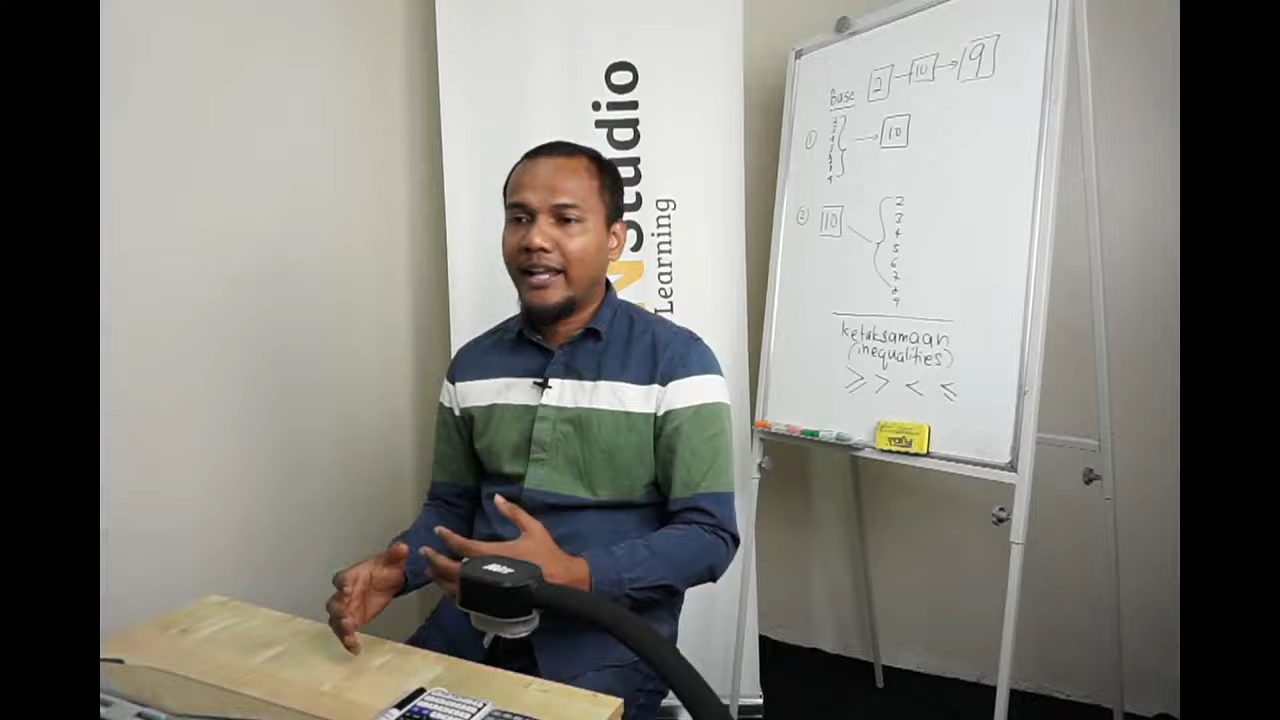 Nstudio
Learning
2 → 10 → 9
Base
① → 10
② 10
2
3
4
5
6
7
8
9
ketaksamaan
(inequalities)
≥ > < ≤